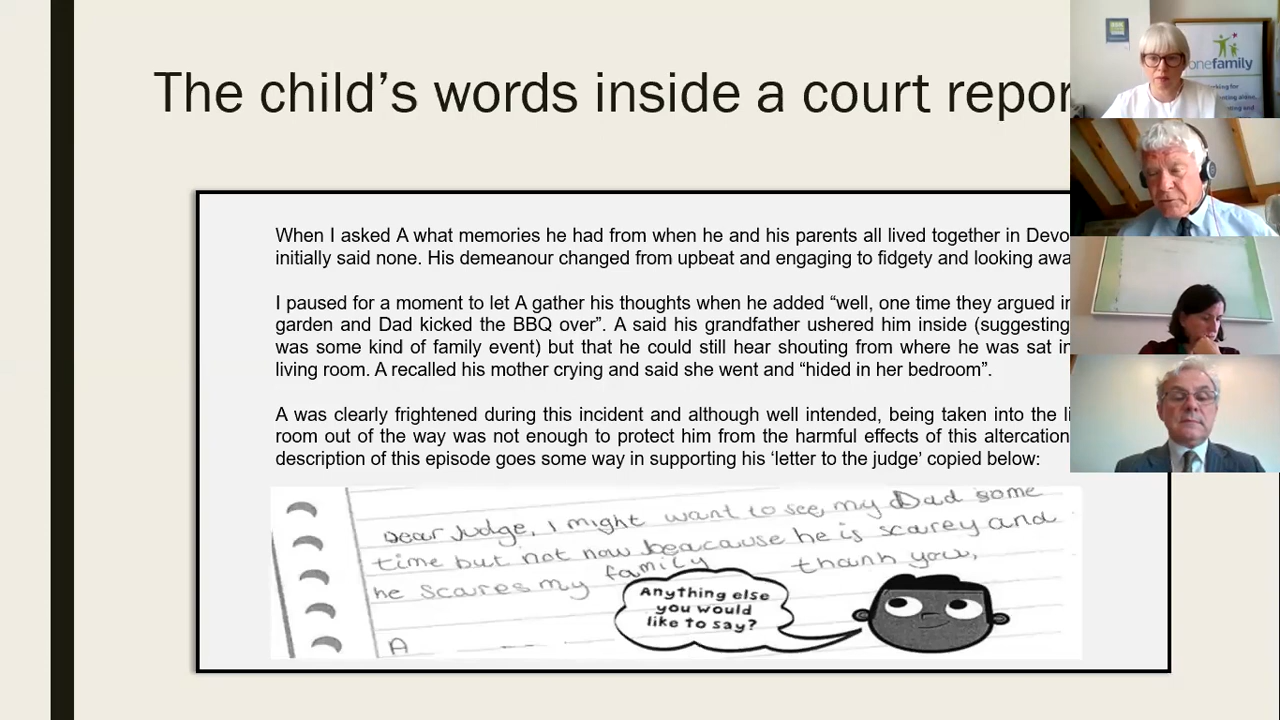 The child's words inside a court repor
When I asked A what memories he had from when he and his parents all lived together in Devo
initially said none. His demeanour changed from upbeat and engaging to fidgety and looking awa
I paused for a moment to let A gather his thoughts when he added “well, one time they argued in
garden and Dad kicked the BBQ over”. A said his grandfather ushered him inside (suggesting
was some kind of family event) but that he could still hear shouting from where he was sat in
living room. A recalled his mother crying and said she went and “hided in her bedroom”.
A was clearly frightened during this incident and although well intended, being taken into the li
room out of the way was not enough to protect him from the harmful effects of this altercation
description of this episode goes some way in supporting his ‘letter to the judge’ copied below:
Dear Judge, I might want to see my Dad some
time but not now beacause he is scarey and
he scares my family thank you,
A
Anything else
you would
like to say?
onefamily